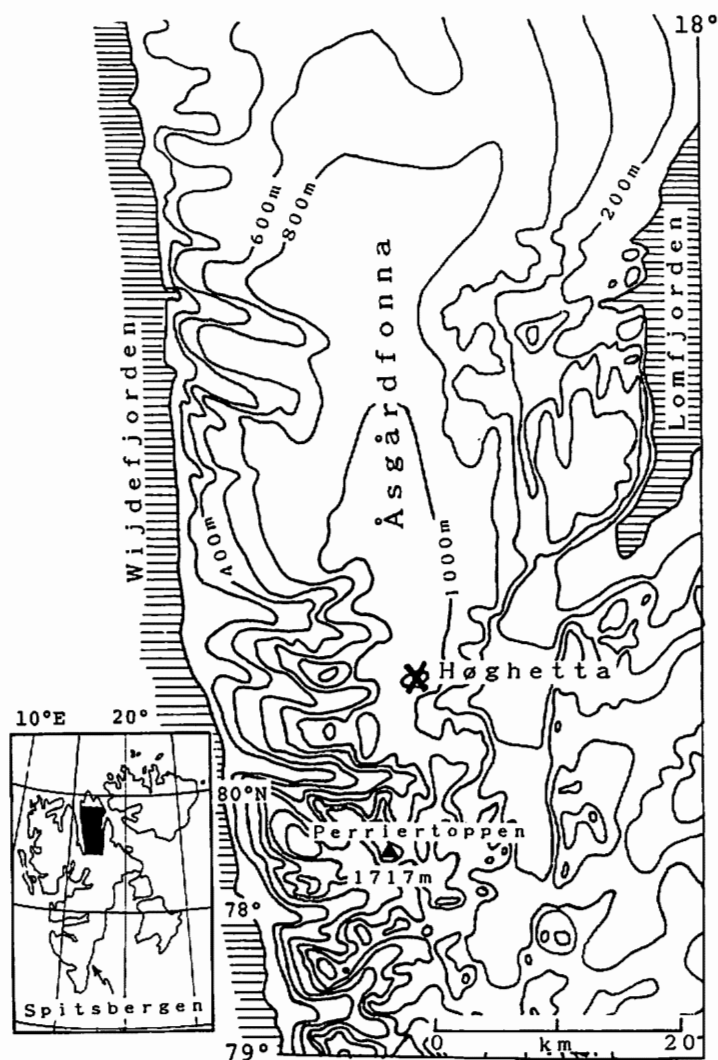 18°
600m
800m
200m
Åsgårdfonna
Lomfjorden
Wijdefjorden
400m
1000m
Høghetta
10°E 20°
80°N
Perriertoppen
1717m
78°
Spitsbergen
0 20
km
79°